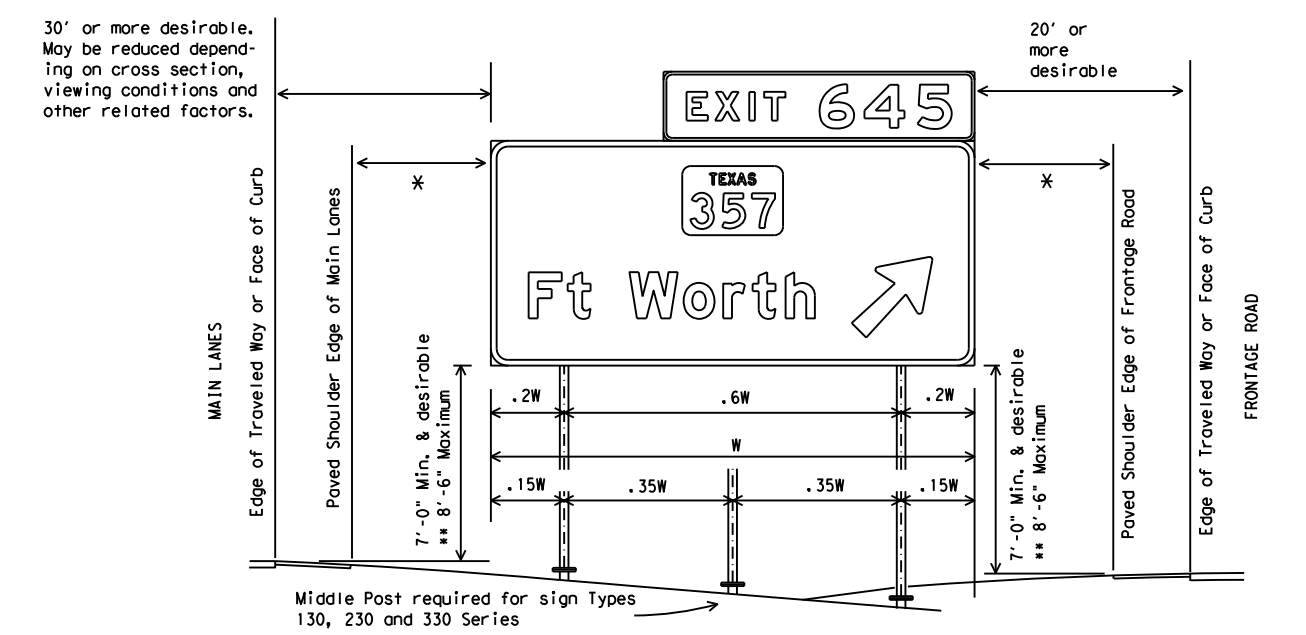 30' or more desirable.
May be reduced depend-
ing on cross section,
viewing conditions and
other related factors.
20' or
more
desirable
EXIT 645
TEXAS
357
Ft Worth
*
*
MAIN LANES
Edge of Traveled Way or Face of Curb
Paved Shoulder Edge of Main Lanes
7'-0" Min. & desirable
** 8'-6" Maximum
.2W
.6W
.2W
W
.15W
.35W
.35W
.15W
7'-0" Min. & desirable
** 8'-6" Maximum
Paved Shoulder Edge of Frontage Road
Edge of Traveled Way or Face of Curb
FRONTAGE ROAD
Middle Post required for sign Types
130, 230 and 330 Series